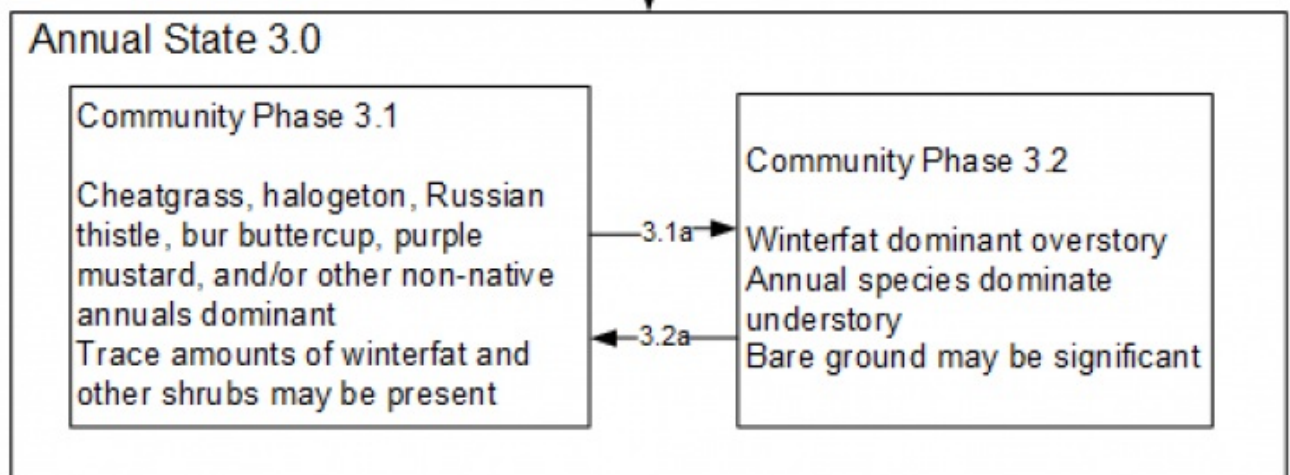 Annual State 3.0
Community Phase 3.1
Cheatgrass, halogeton, Russian
thistle, bur buttercup, purple
mustard, and/or other non-native
annuals dominant
Trace amounts of winterfat and
other shrubs may be present
3.1a
3.2a
Community Phase 3.2
Winterfat dominant overstory
Annual species dominate
understory
Bare ground may be significant